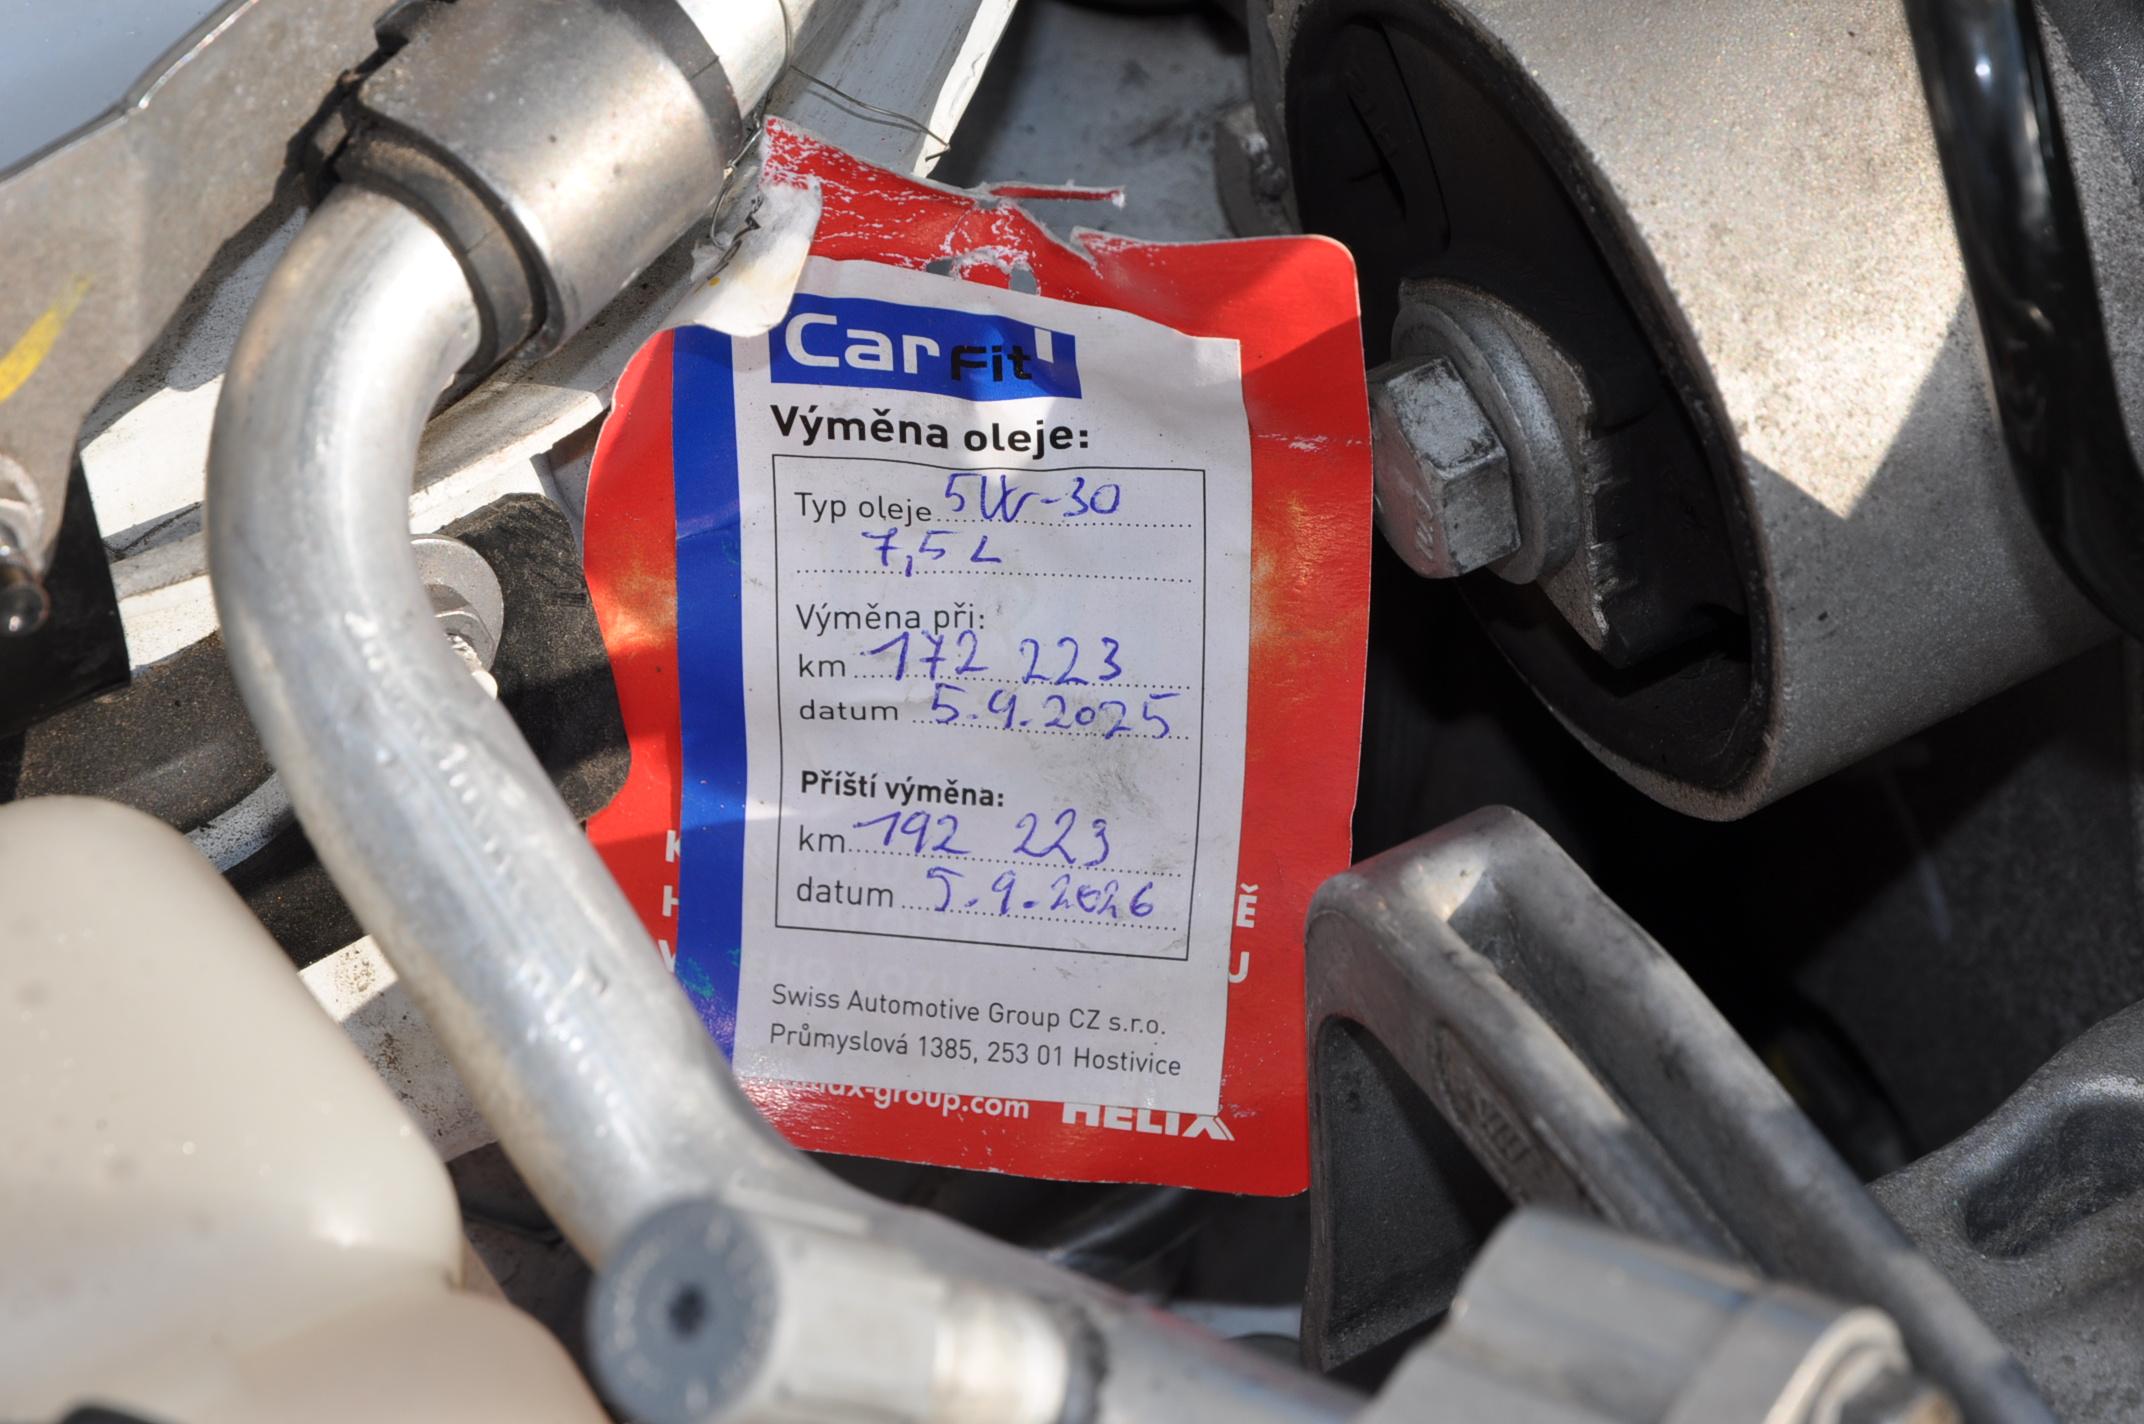 Car Fit
Výměna oleje:
Typ oleje 5W-30
7,5 L
Výměna při:
km 172 223
datum 5.9.2025
Příští výměna:
km 192 223
datum 5.9.2026
Swiss Automotive Group CZ s.r.o.
Průmyslová 1385, 253 01 Hostivice
-group.com HELIX